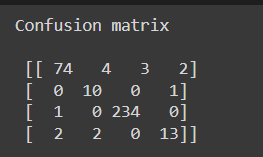 Confusion matrix
[[ 74 4 3 2]
[ 0 10 0 1]
[ 1 0 234 0]
[ 2 2 0 13]]